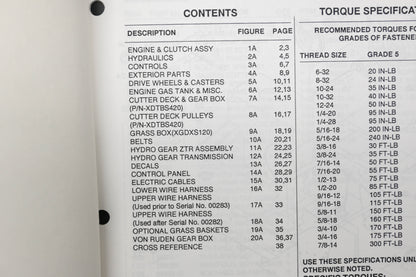 CONTENTS
DESCRIPTION FIGURE PAGE
ENGINE & CLUTCH ASSY 1A 2,3
HYDRAULICS 2A 4,5
CONTROLS 3A 6,7
EXTERIOR PARTS 4A 8,9
DRIVE WHEELS & CASTERS 5A 10,11
ENGINE GAS TANK & MISC. 6A 12,13
CUTTER DECK & GEAR BOX 7A 14,15
(P/N-XDTBS420)
CUTTER DECK PULLEYS 8A 16,17
(P/N-XDTBS420)
GRASS BOX(XGDXS120) 9A 18,19
BELTS 10A 20,21
HYDRO GEAR ZTR ASSEMBLY 11A 22,23
HYDRO GEAR TRANSMISSION 12A 24,25
DECALS 13A 26,27
CONTROL PANEL 14A 28,29
ELECTRIC CABLES 15A 30,31
LOWER WIRE HARNESS 16A 32
UPPER WIRE HARNESS
(Used prior to Serial No. 00283) 17A 33
UPPER WIRE HARNESS
(Used after Serial No. 00282) 18A 34
OPTIONAL GRASS BASKETS 19A 35
VON RUDEN GEAR BOX 20A 36,37
CROSS REFERENCE 38
TORQUE SPECIFICAT
RECOMMENDED TORQUES FO
GRADES OF FASTENE
THREAD SIZE GRADE 5
6-32 20 IN-LB
8-32 24 IN-LB
10-24 35 IN-LB
10-32 40 IN-LB
12-24 50 IN-LB
1/4-20 95 IN-LB
1/4-28 95 IN-LB
5/16-18 200 IN-LB
5/16-24 240 IN-LB
3/8-16 30 FT-LB
3/8-24 35 FT-LB
7/16-14 50 FT-LB
7/16-20 55 FT-LB
1/2-13 75 FT-LB
1/2-20 85 FT-LB
9/16-12 105 FT-LB
9/16-18 115 FT-LB
5/8-11 150 FT-LB
5/8-18 160 FT-LB
3/4-10 170 FT-LB
3/4-16 175 FT-LB
7/8-14 300 FT-LB
USE THESE SPECIFICATIONS UNL
OTHERWISE NOTED.
SPECIFIC TORQUES: